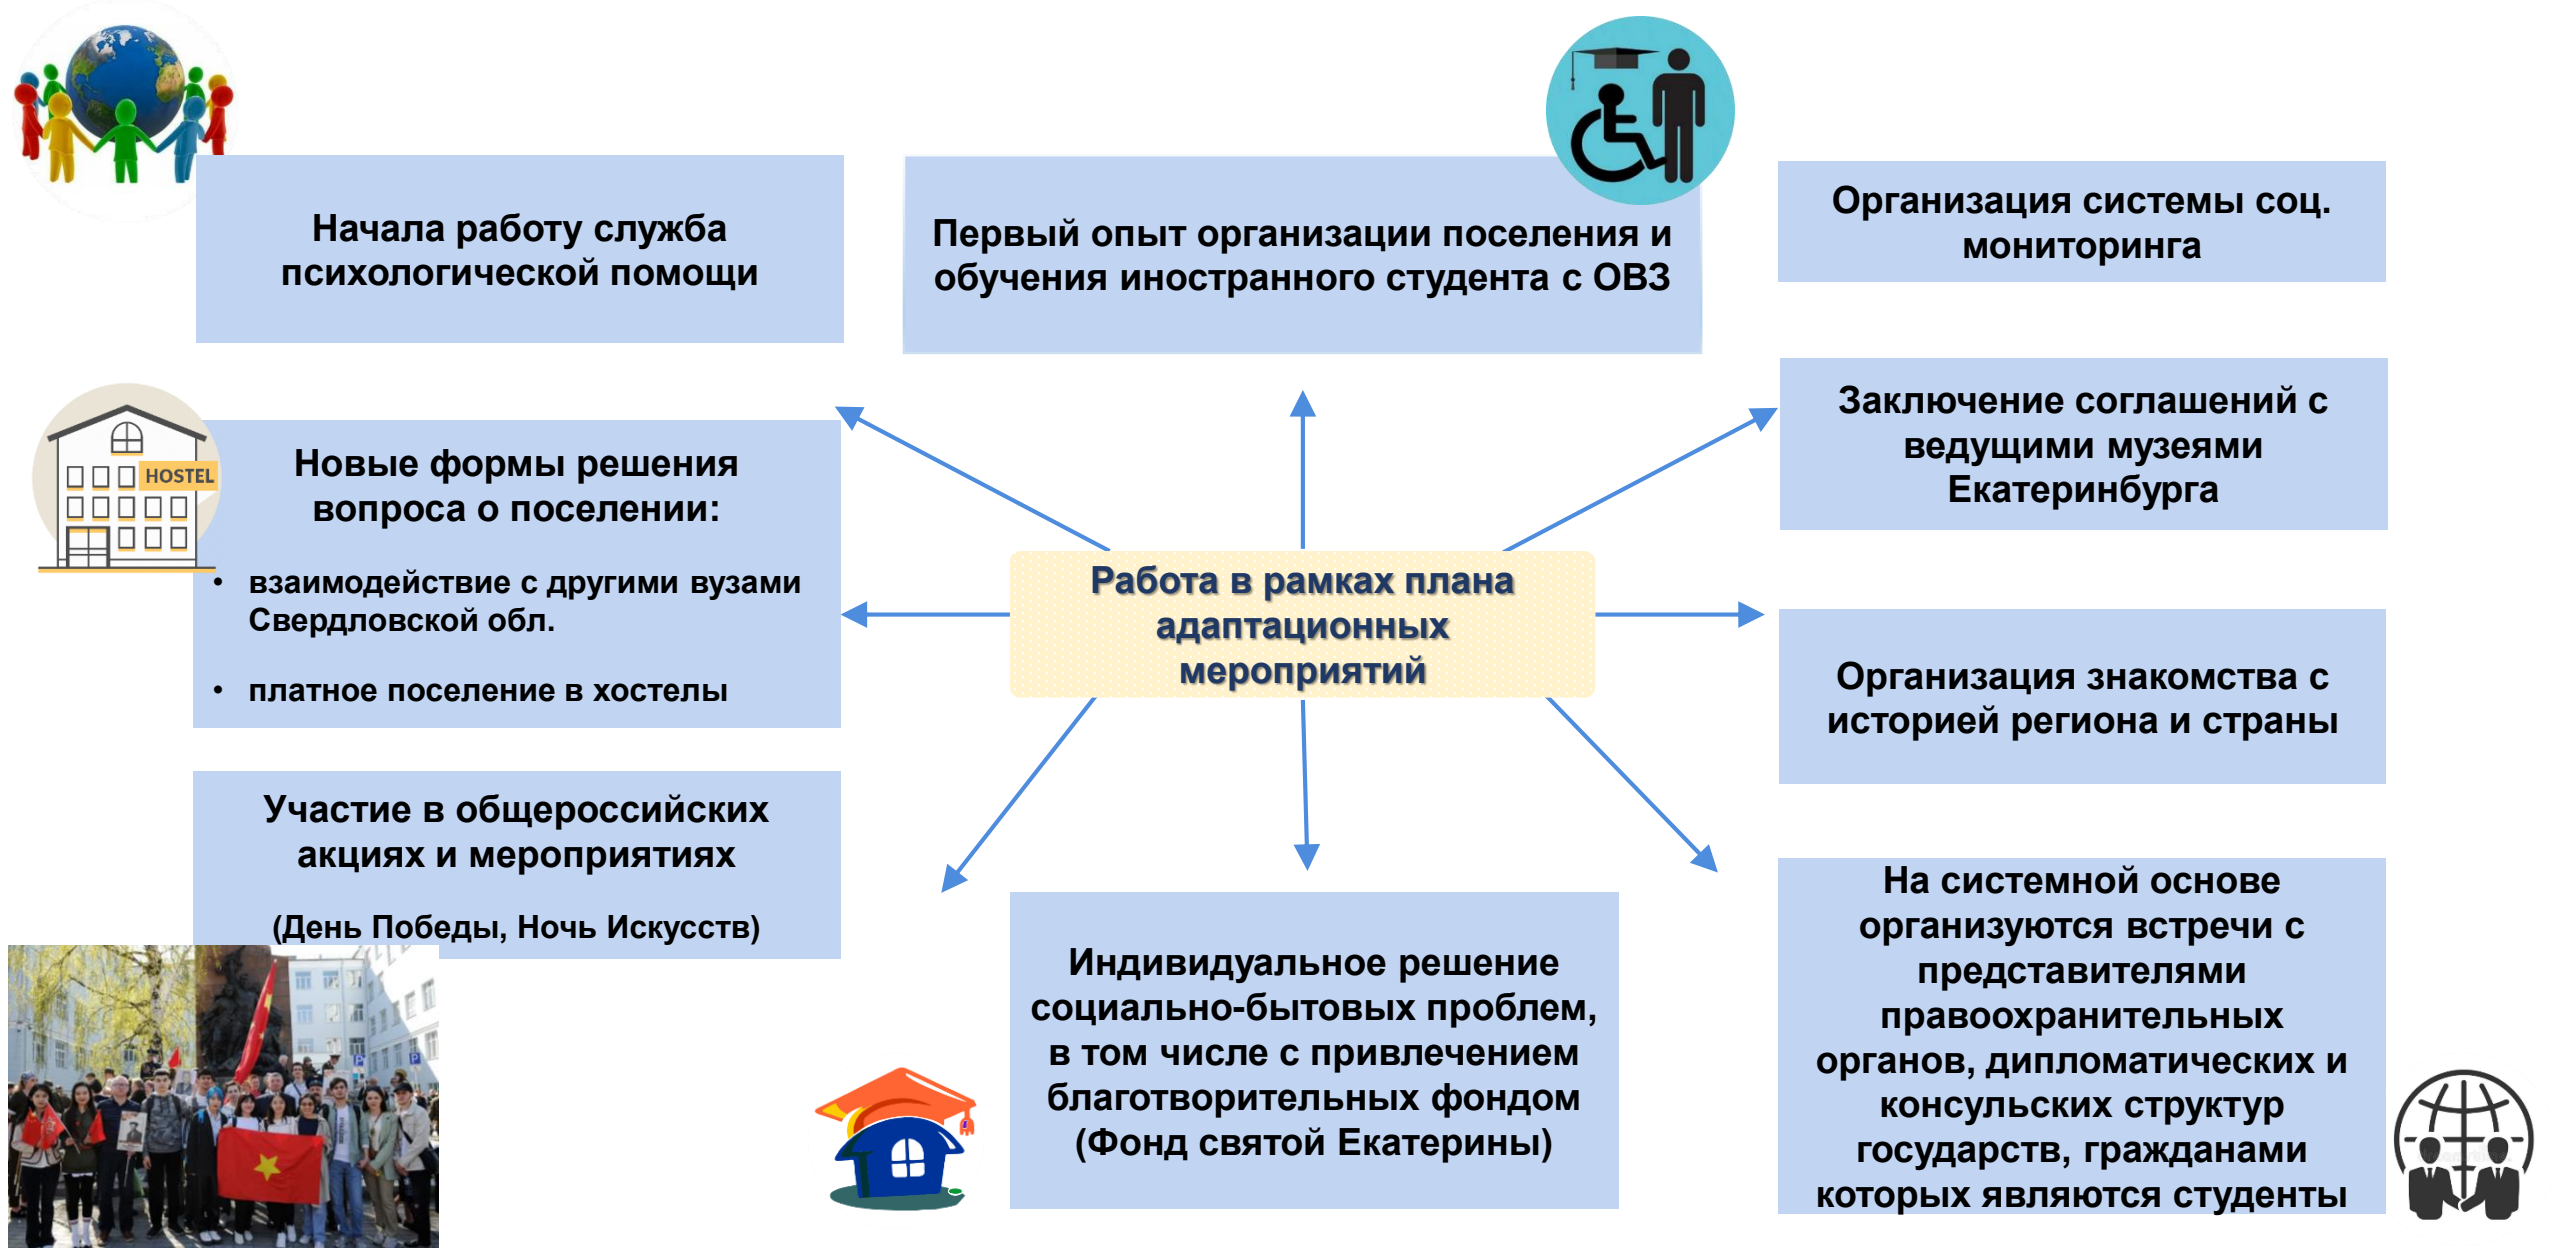 Начала работу служба
психологической помощи
Первый опыт организации поселения и
обучения иностранного студента с ОВЗ
Организация системы соц.
мониторинга
Заключение соглашений с
ведущими музеями
Екатеринбурга
HOSTEL
Новые формы решения
вопроса о поселении:
• взаимодействие с другими вузами
Свердловской обл.
• платное поселение в хостелы
Работа в рамках плана
адаптационных
мероприятий
Организация знакомства с
историей региона и страны
Участие в общероссийских
акциях и мероприятиях
(День Победы, Ночь Искусств)
Индивидуальное решение
социально-бытовых проблем,
в том числе с привлечением
благотворительных фондом
(Фонд святой Екатерины)
На системной основе
организуются встречи с
представителями
правоохранительных
органов, дипломатических и
консульских структур
государств, гражданами
которых являются студенты